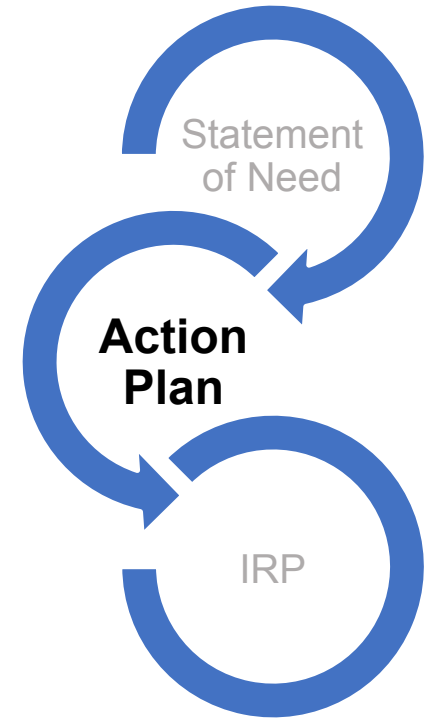 Statement
of Need
Action
Plan
IRP